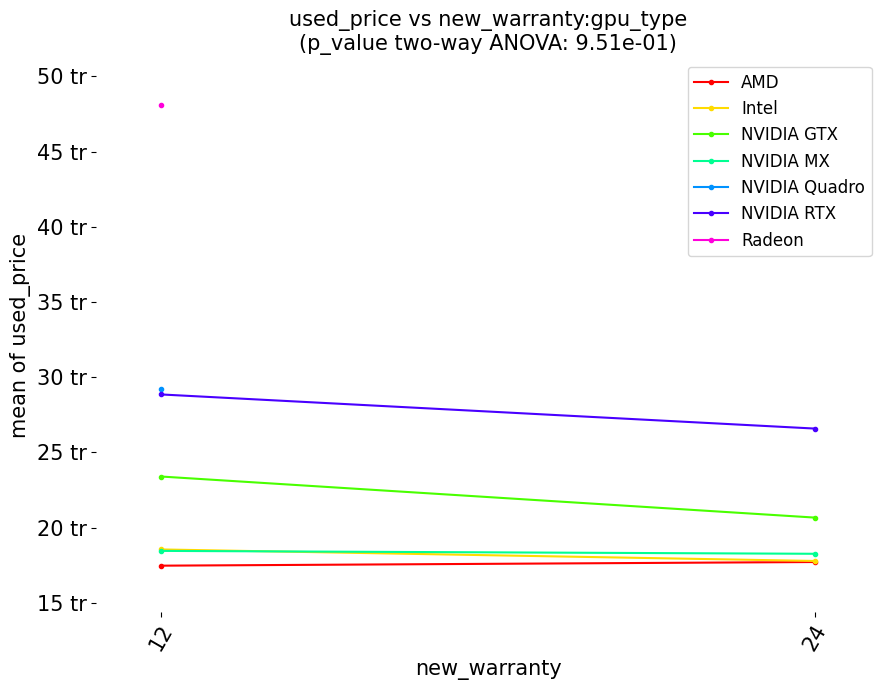 used_price vs new_warranty:gpu_type
(p_value two-way ANOVA: 9.51e-01)
50 tr
45 tr
40 tr
35 tr
30 tr
25 tr
20 tr
15 tr
mean of used_price
AMD
Intel
NVIDIA GTX
NVIDIA MX
NVIDIA Quadro
NVIDIA RTX
Radeon
12
24
new_warranty